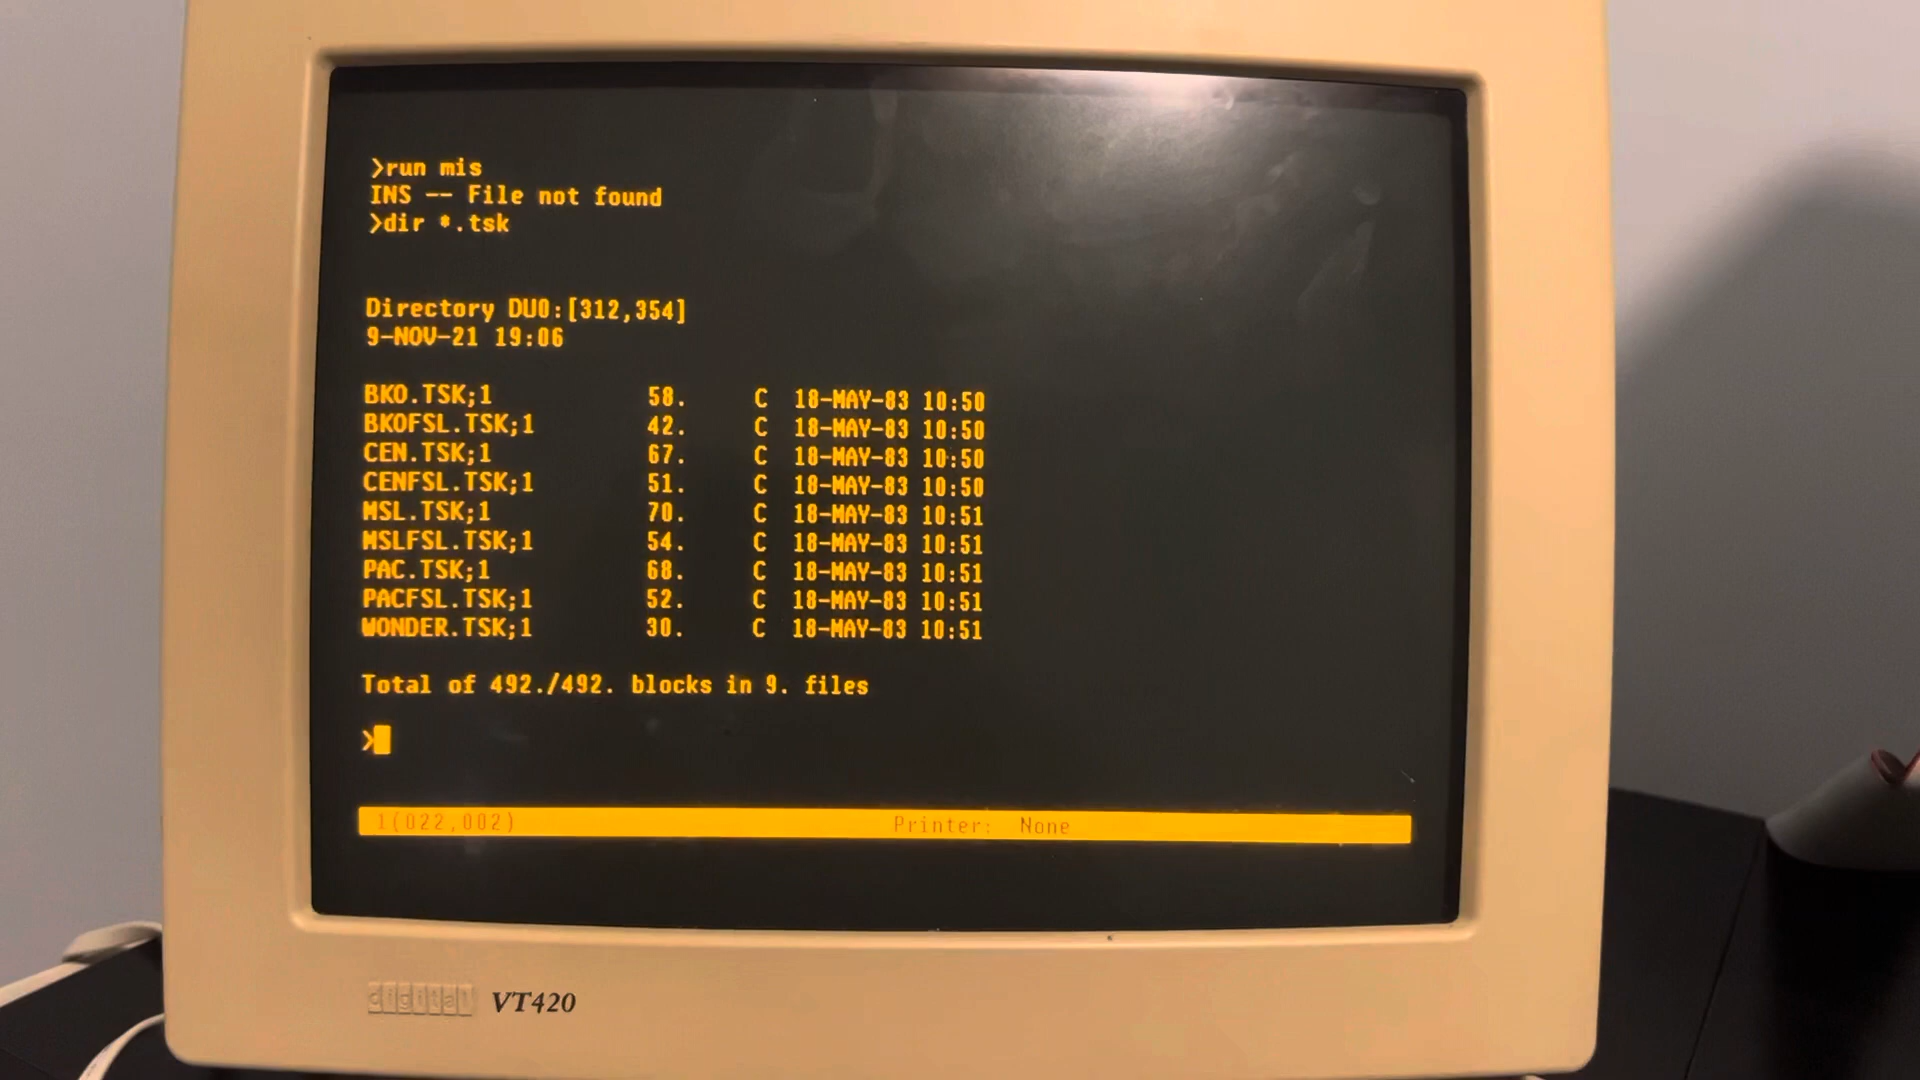 >run mis
INS -- File not found
>dir *.tsk
Directory DU0:[312,354]
9-NOV-21 19:06
BKO.TSK;1 58. C 18-MAY-83 10:50
BKOFSL.TSK;1 42. C 18-MAY-83 10:50
CEN.TSK;1 67. C 18-MAY-83 10:50
CENFSL.TSK;1 51. C 18-MAY-83 10:50
MSL.TSK;1 70. C 18-MAY-83 10:51
MSLFSL.TSK;1 54. C 18-MAY-83 10:51
PAC.TSK;1 68. C 18-MAY-83 10:51
PACFSL.TSK;1 52. C 18-MAY-83 10:51
WONDER.TSK;1 30. C 18-MAY-83 10:51
Total of 492./492. blocks in 9. files
>
1(022,002) Printer: None
digital VT420